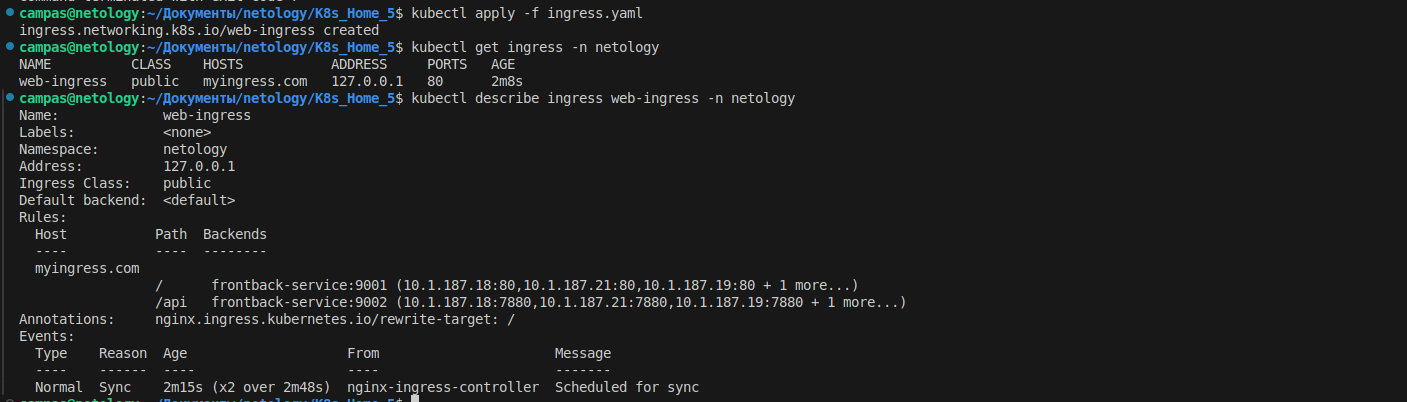 campas@netology:~/Документы/netology/K8s_Home_5$ kubectl apply -f ingress.yaml
ingress.networking.k8s.io/web-ingress created
campas@netology:~/Документы/netology/K8s_Home_5$ kubectl get ingress -n netology
NAME          CLASS    HOSTS           ADDRESS     PORTS   AGE
web-ingress   public   myingress.com   127.0.0.1   80      2m8s
campas@netology:~/Документы/netology/K8s_Home_5$ kubectl describe ingress web-ingress -n netology
Name:             web-ingress
Labels:           <none>
Namespace:        netology
Address:          127.0.0.1
Ingress Class:    public
Default backend:  <default>
Rules:
  Host           Path  Backends
  ----           ----  --------
  myingress.com
                 /      frontback-service:9001 (10.1.187.18:80,10.1.187.21:80,10.1.187.19:80 + 1 more...)
                 /api   frontback-service:9002 (10.1.187.18:7880,10.1.187.21:7880,10.1.187.19:7880 + 1 more...)
Annotations:     nginx.ingress.kubernetes.io/rewrite-target: /
Events:
  Type    Reason  Age                    From                      Message
  ----    ------  ----                   ----                      -------
  Normal  Sync    2m15s (x2 over 2m48s)  nginx-ingress-controller  Scheduled for sync
campas@netology:~/Документы/netology/K8s_Home_5$